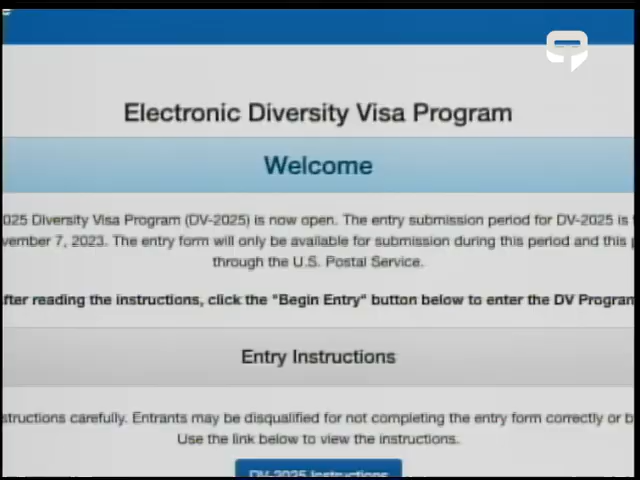 Electronic Diversity Visa Program
Welcome
025 Diversity Visa Program (DV-2025) is now open. The entry submission period for DV-2025 is
vember 7, 2023. The entry form will only be available for submission during this period and this
through the U.S. Postal Service.
fter reading the instructions, click the "Begin Entry" button below to enter the DV Program
Entry Instructions
structions carefully. Entrants may be disqualified for not completing the entry form correctly or b
Use the link below to view the instructions.
DV-2025 Instructions